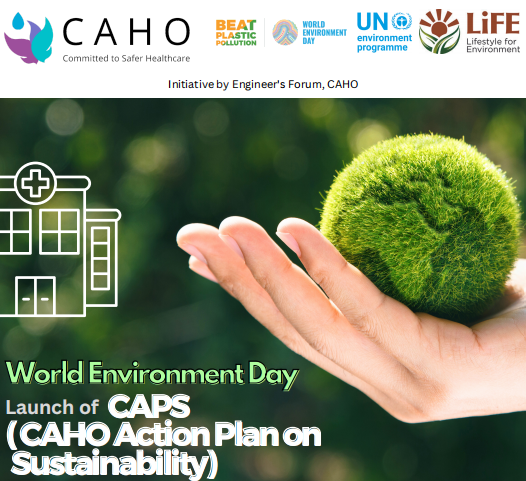 CAHO
Committed to Safer Healthcare
BEAT
PLASTIC
POLLUTION
WORLD
ENVIRONMENT
DAY
UN
environment
programme
LiFE
Lifestyle for
Environment
Initiative by Engineer's Forum, CAHO
World Environment Day
Launch of CAPS
(CAHO Action Plan on
Sustainability)